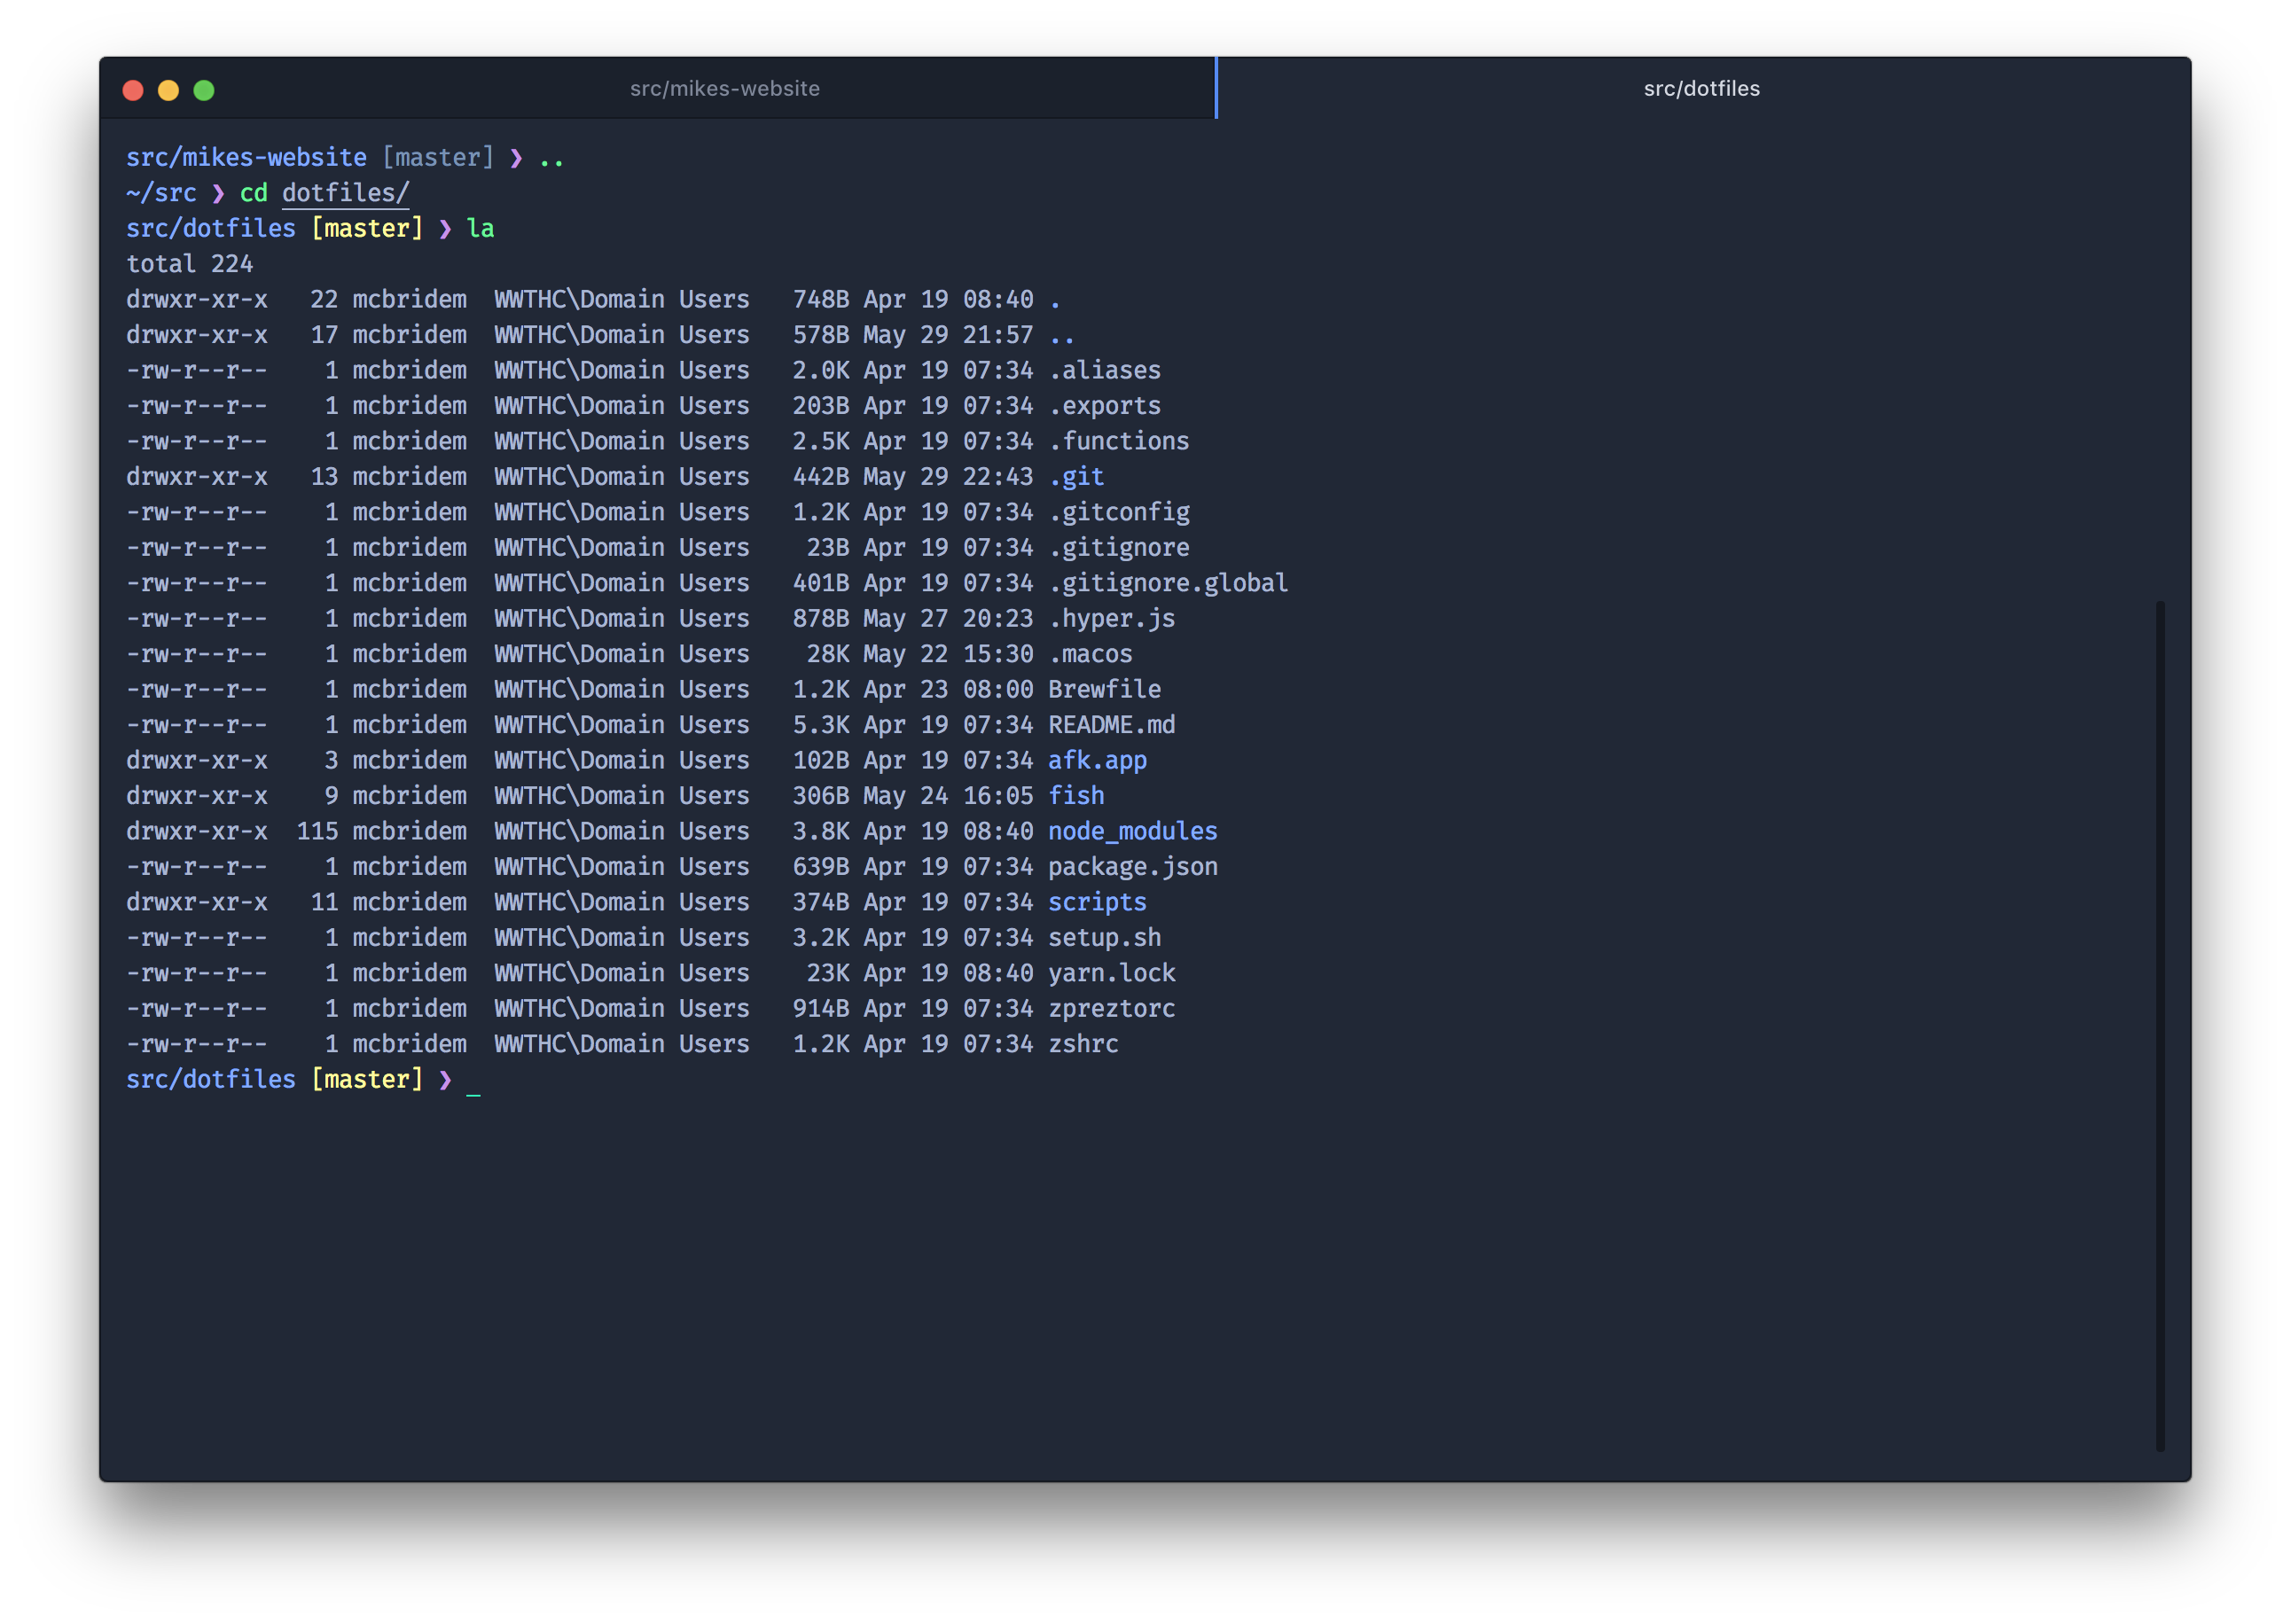 src/mikes-website src/dotfiles
src/mikes-website [master] ❯ ..
~/src ❯ cd dotfiles/
src/dotfiles [master] ❯ la
total 224
drwxr-xr-x   22 mcbridem  WWTHC\Domain Users   748B Apr 19 08:40 .
drwxr-xr-x   17 mcbridem  WWTHC\Domain Users   578B May 29 21:57 ..
-rw-r--r--    1 mcbridem  WWTHC\Domain Users   2.0K Apr 19 07:34 .aliases
-rw-r--r--    1 mcbridem  WWTHC\Domain Users   203B Apr 19 07:34 .exports
-rw-r--r--    1 mcbridem  WWTHC\Domain Users   2.5K Apr 19 07:34 .functions
drwxr-xr-x   13 mcbridem  WWTHC\Domain Users   442B May 29 22:43 .git
-rw-r--r--    1 mcbridem  WWTHC\Domain Users   1.2K Apr 19 07:34 .gitconfig
-rw-r--r--    1 mcbridem  WWTHC\Domain Users    23B Apr 19 07:34 .gitignore
-rw-r--r--    1 mcbridem  WWTHC\Domain Users   401B Apr 19 07:34 .gitignore.global
-rw-r--r--    1 mcbridem  WWTHC\Domain Users   878B May 27 20:23 .hyper.js
-rw-r--r--    1 mcbridem  WWTHC\Domain Users    28K May 22 15:30 .macos
-rw-r--r--    1 mcbridem  WWTHC\Domain Users   1.2K Apr 23 08:00 Brewfile
-rw-r--r--    1 mcbridem  WWTHC\Domain Users   5.3K Apr 19 07:34 README.md
drwxr-xr-x    3 mcbridem  WWTHC\Domain Users   102B Apr 19 07:34 afk.app
drwxr-xr-x    9 mcbridem  WWTHC\Domain Users   306B May 24 16:05 fish
drwxr-xr-x  115 mcbridem  WWTHC\Domain Users   3.8K Apr 19 08:40 node_modules
-rw-r--r--    1 mcbridem  WWTHC\Domain Users   639B Apr 19 07:34 package.json
drwxr-xr-x   11 mcbridem  WWTHC\Domain Users   374B Apr 19 07:34 scripts
-rw-r--r--    1 mcbridem  WWTHC\Domain Users   3.2K Apr 19 07:34 setup.sh
-rw-r--r--    1 mcbridem  WWTHC\Domain Users    23K Apr 19 08:40 yarn.lock
-rw-r--r--    1 mcbridem  WWTHC\Domain Users   914B Apr 19 07:34 zpreztorc
-rw-r--r--    1 mcbridem  WWTHC\Domain Users   1.2K Apr 19 07:34 zshrc
src/dotfiles [master] ❯ _